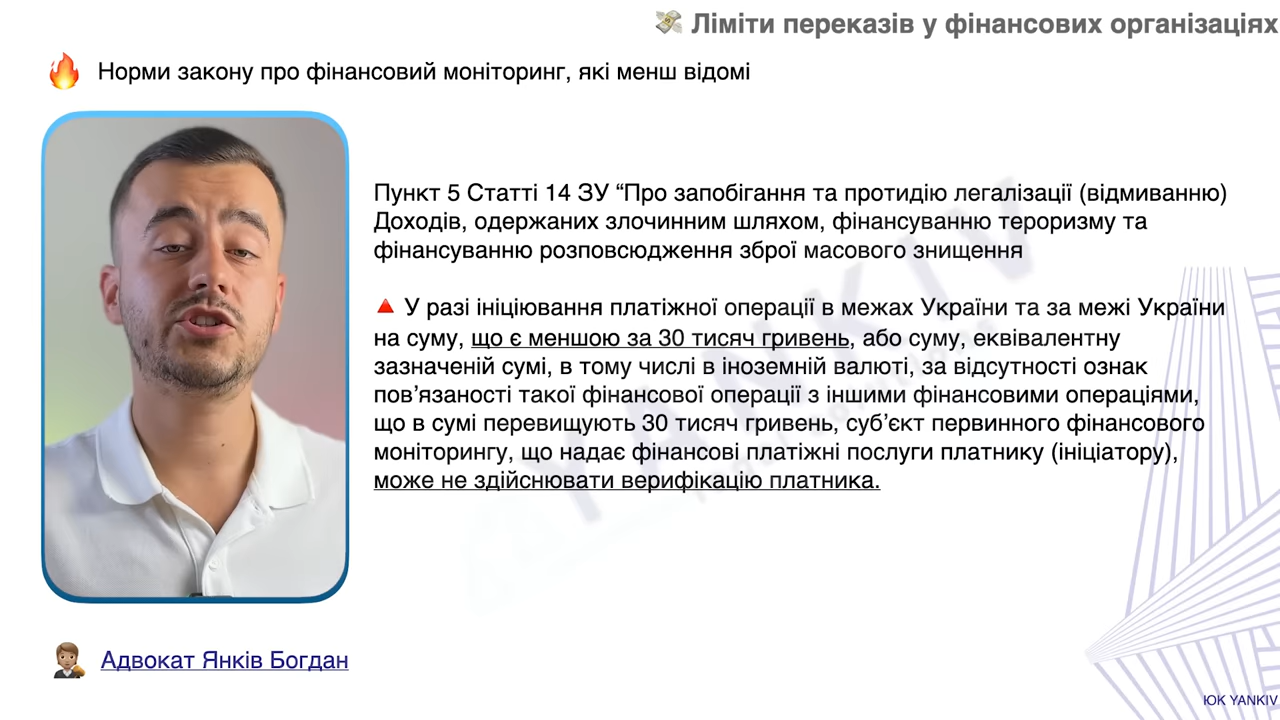 💸 Ліміти переказів у фінансових організаціях
🔥 Норми закону про фінансовий моніторинг, які менш відомі
Пункт 5 Статті 14 ЗУ “Про запобігання та протидію легалізації (відмиванню)
Доходів, одержаних злочинним шляхом, фінансуванню тероризму та
фінансуванню розповсюдження зброї масового знищення
🔺 У разі ініціювання платіжної операції в межах України та за межі України
на суму, що є меншою за 30 тисяч гривень, або суму, еквівалентну
зазначеній сумі, в тому числі в іноземній валюті, за відсутності ознак
пов’язаності такої фінансової операції з іншими фінансовими операціями,
що в сумі перевищують 30 тисяч гривень, суб’єкт первинного фінансового
моніторингу, що надає фінансові платіжні послуги платнику (ініціатору),
може не здійснювати верифікацію платника.
Адвокат Янків Богдан
ЮК YANKIV
YANKIV